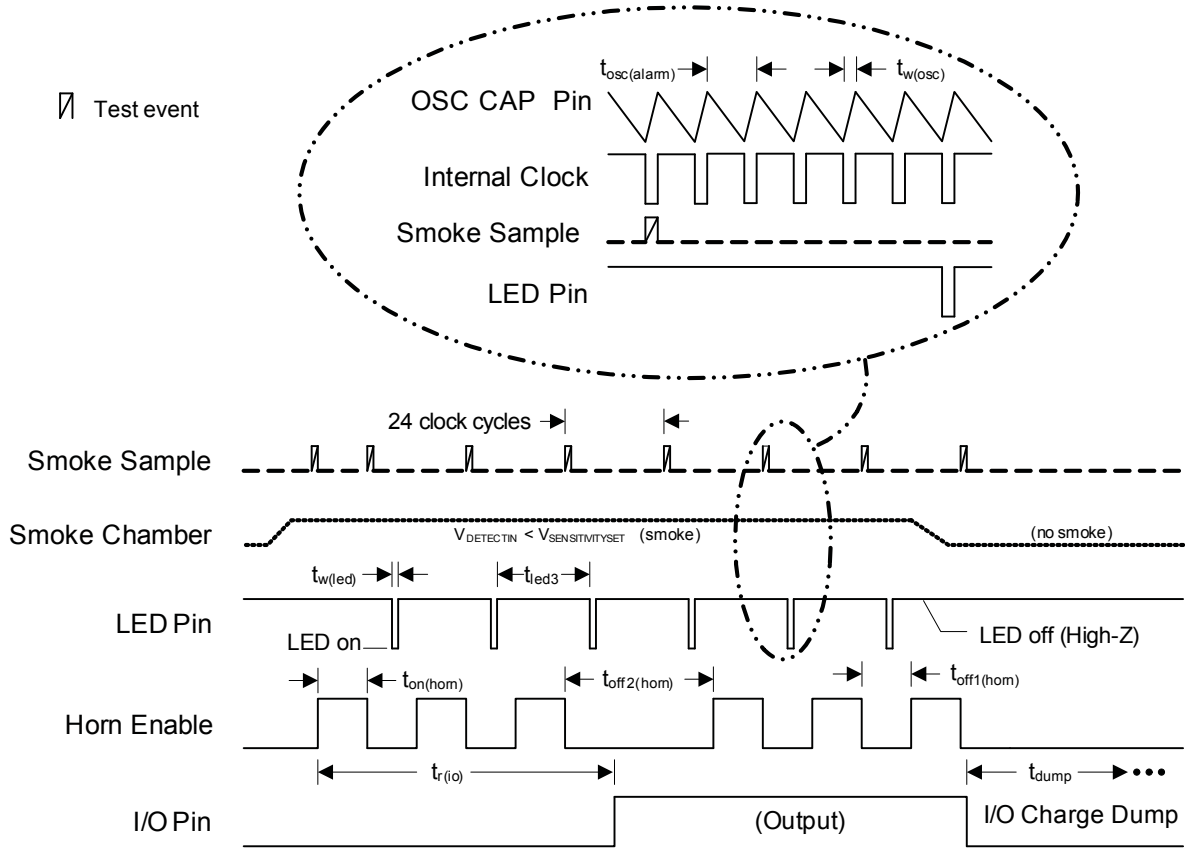 t_osc(alarm)
t_w(osc)
OSC CAP Pin
Test event
Internal Clock
Smoke Sample
LED Pin
24 clock cycles
Smoke Sample
Smoke Chamber
V_DETECTIN < V_SENSITIVITYSET (smoke)
(no smoke)
t_w(led)
t_led3
LED Pin
LED on
LED off (High-Z)
t_on(horn)
t_off2(horn)
t_off1(horn)
Horn Enable
t_r(io)
t_dump
I/O Pin
(Output)
I/O Charge Dump